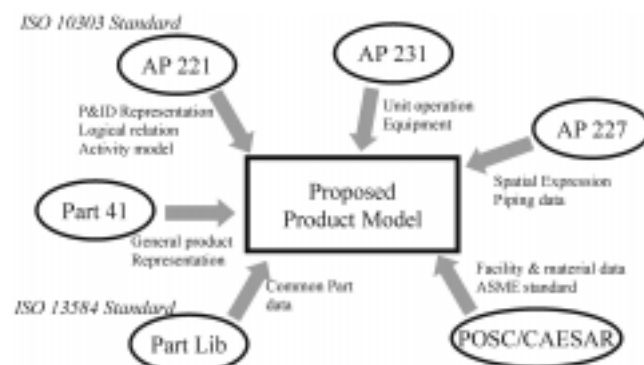 ISO 10303 Standard
AP 221
AP 231
P&ID Representation
Logical relation
Activity model
Unit operation
Equipment
AP 227
Proposed
Product Model
Spatial Expression
Piping data
Part 41
General product
Representation
Facility & material data
ASME standard
Common Part
data
ISO 13584 Standard
Part Lib
POSC/CAESAR